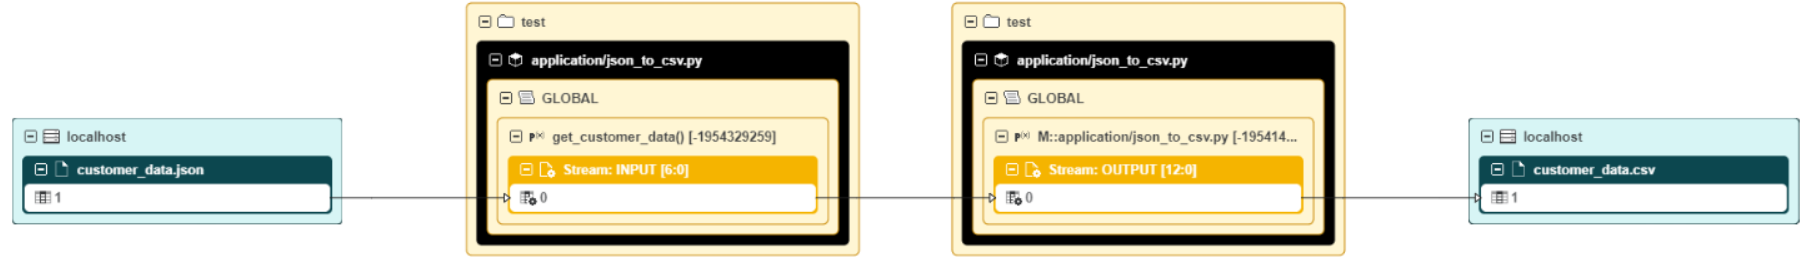 localhost
customer_data.json
1
test
application/json_to_csv.py
GLOBAL
P(x) get_customer_data() [-1954329259]
Stream: INPUT [6:0]
0
test
application/json_to_csv.py
GLOBAL
P(x) M::application/json_to_csv.py [-195414...
Stream: OUTPUT [12:0]
0
localhost
customer_data.csv
1